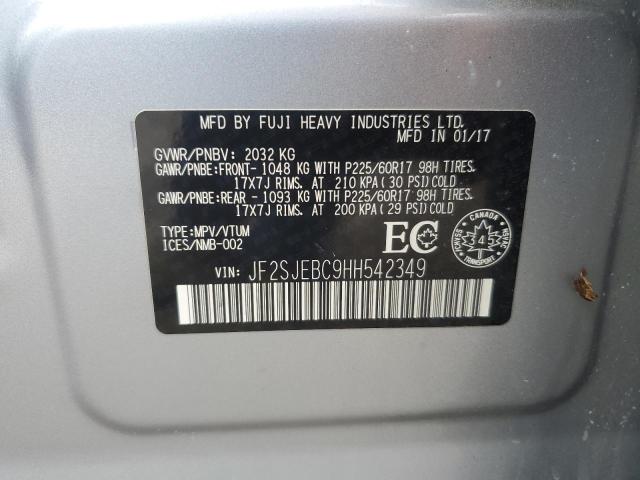 MFD BY FUJI HEAVY INDUSTRIES LTD.
MFD IN 01/17
GVWR/PNBV: 2032 KG
GAWR/PNBE:FRONT- 1048 KG WITH P225/60R17 98H TIRES.
17X7J RIMS. AT 210 KPA(30 PSI)COLD
GAWR/PNBE:REAR - 1093 KG WITH P225/60R17 98H TIRES.
17X7J RIMS. AT 200 KPA(29 PSI)COLD
TYPE:MPV/VTUM
ICES/NMB-002
EC
CANADA
345
TRANSPORT
VIN: JF2SJEBC9HH542349